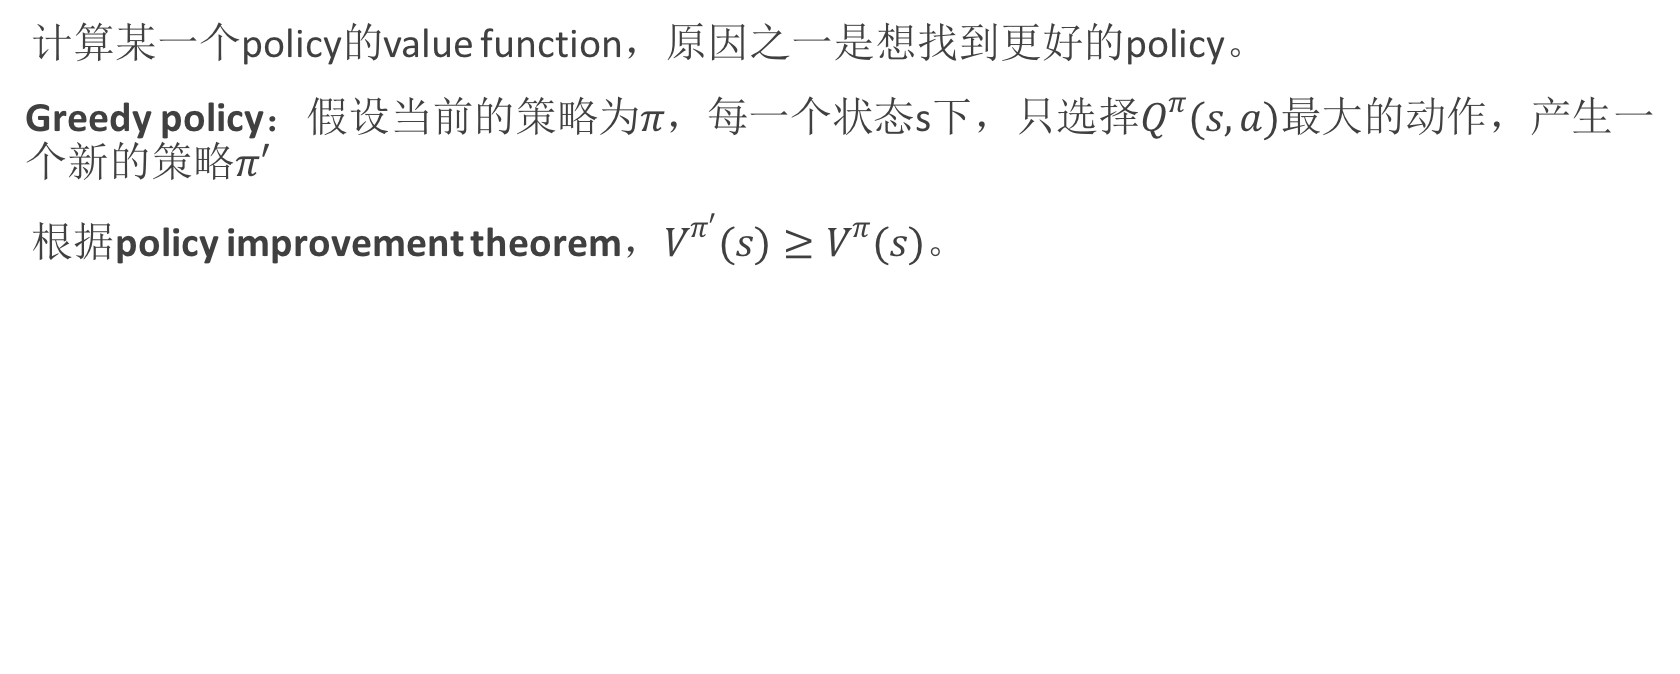 计算某一个policy的value function，原因之一是想找到更好的policy。
Greedy policy：假设当前的策略为π，每一个状态s下，只选择Q^π(s, a)最大的动作，产生一
个新的策略π′
根据policy improvement theorem，V^π′(s) ≥ V^π(s)。